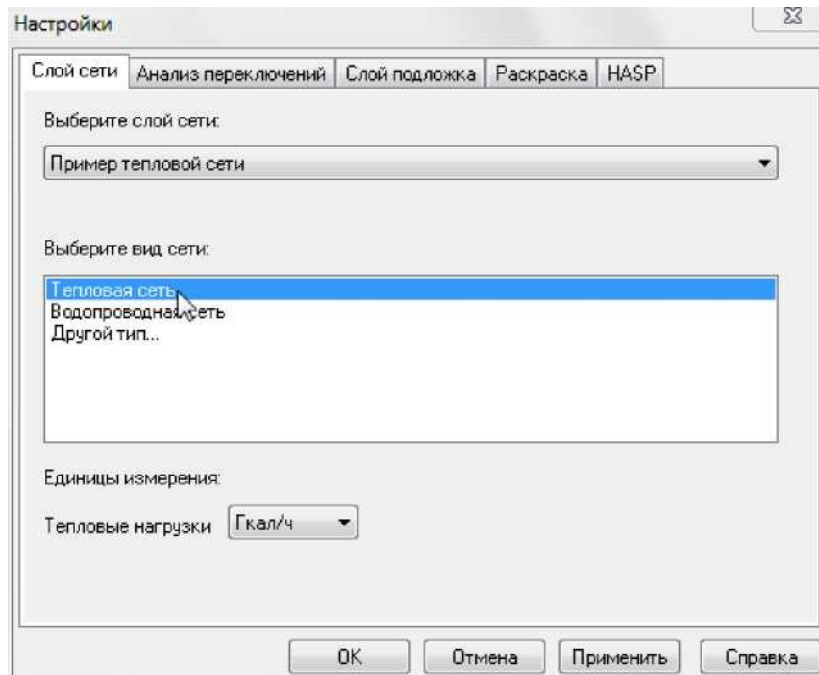 Настройки
Слой сети Анализ переключений Слой подложка Раскраска HASP
Выберите слой сети:
Пример тепловой сети
Выберите вид сети:
Тепловая сеть
Водопроводная сеть
Другой тип...
Единицы измерения:
Тепловые нагрузки Гкал/ч
OK Отмена Применить Справка